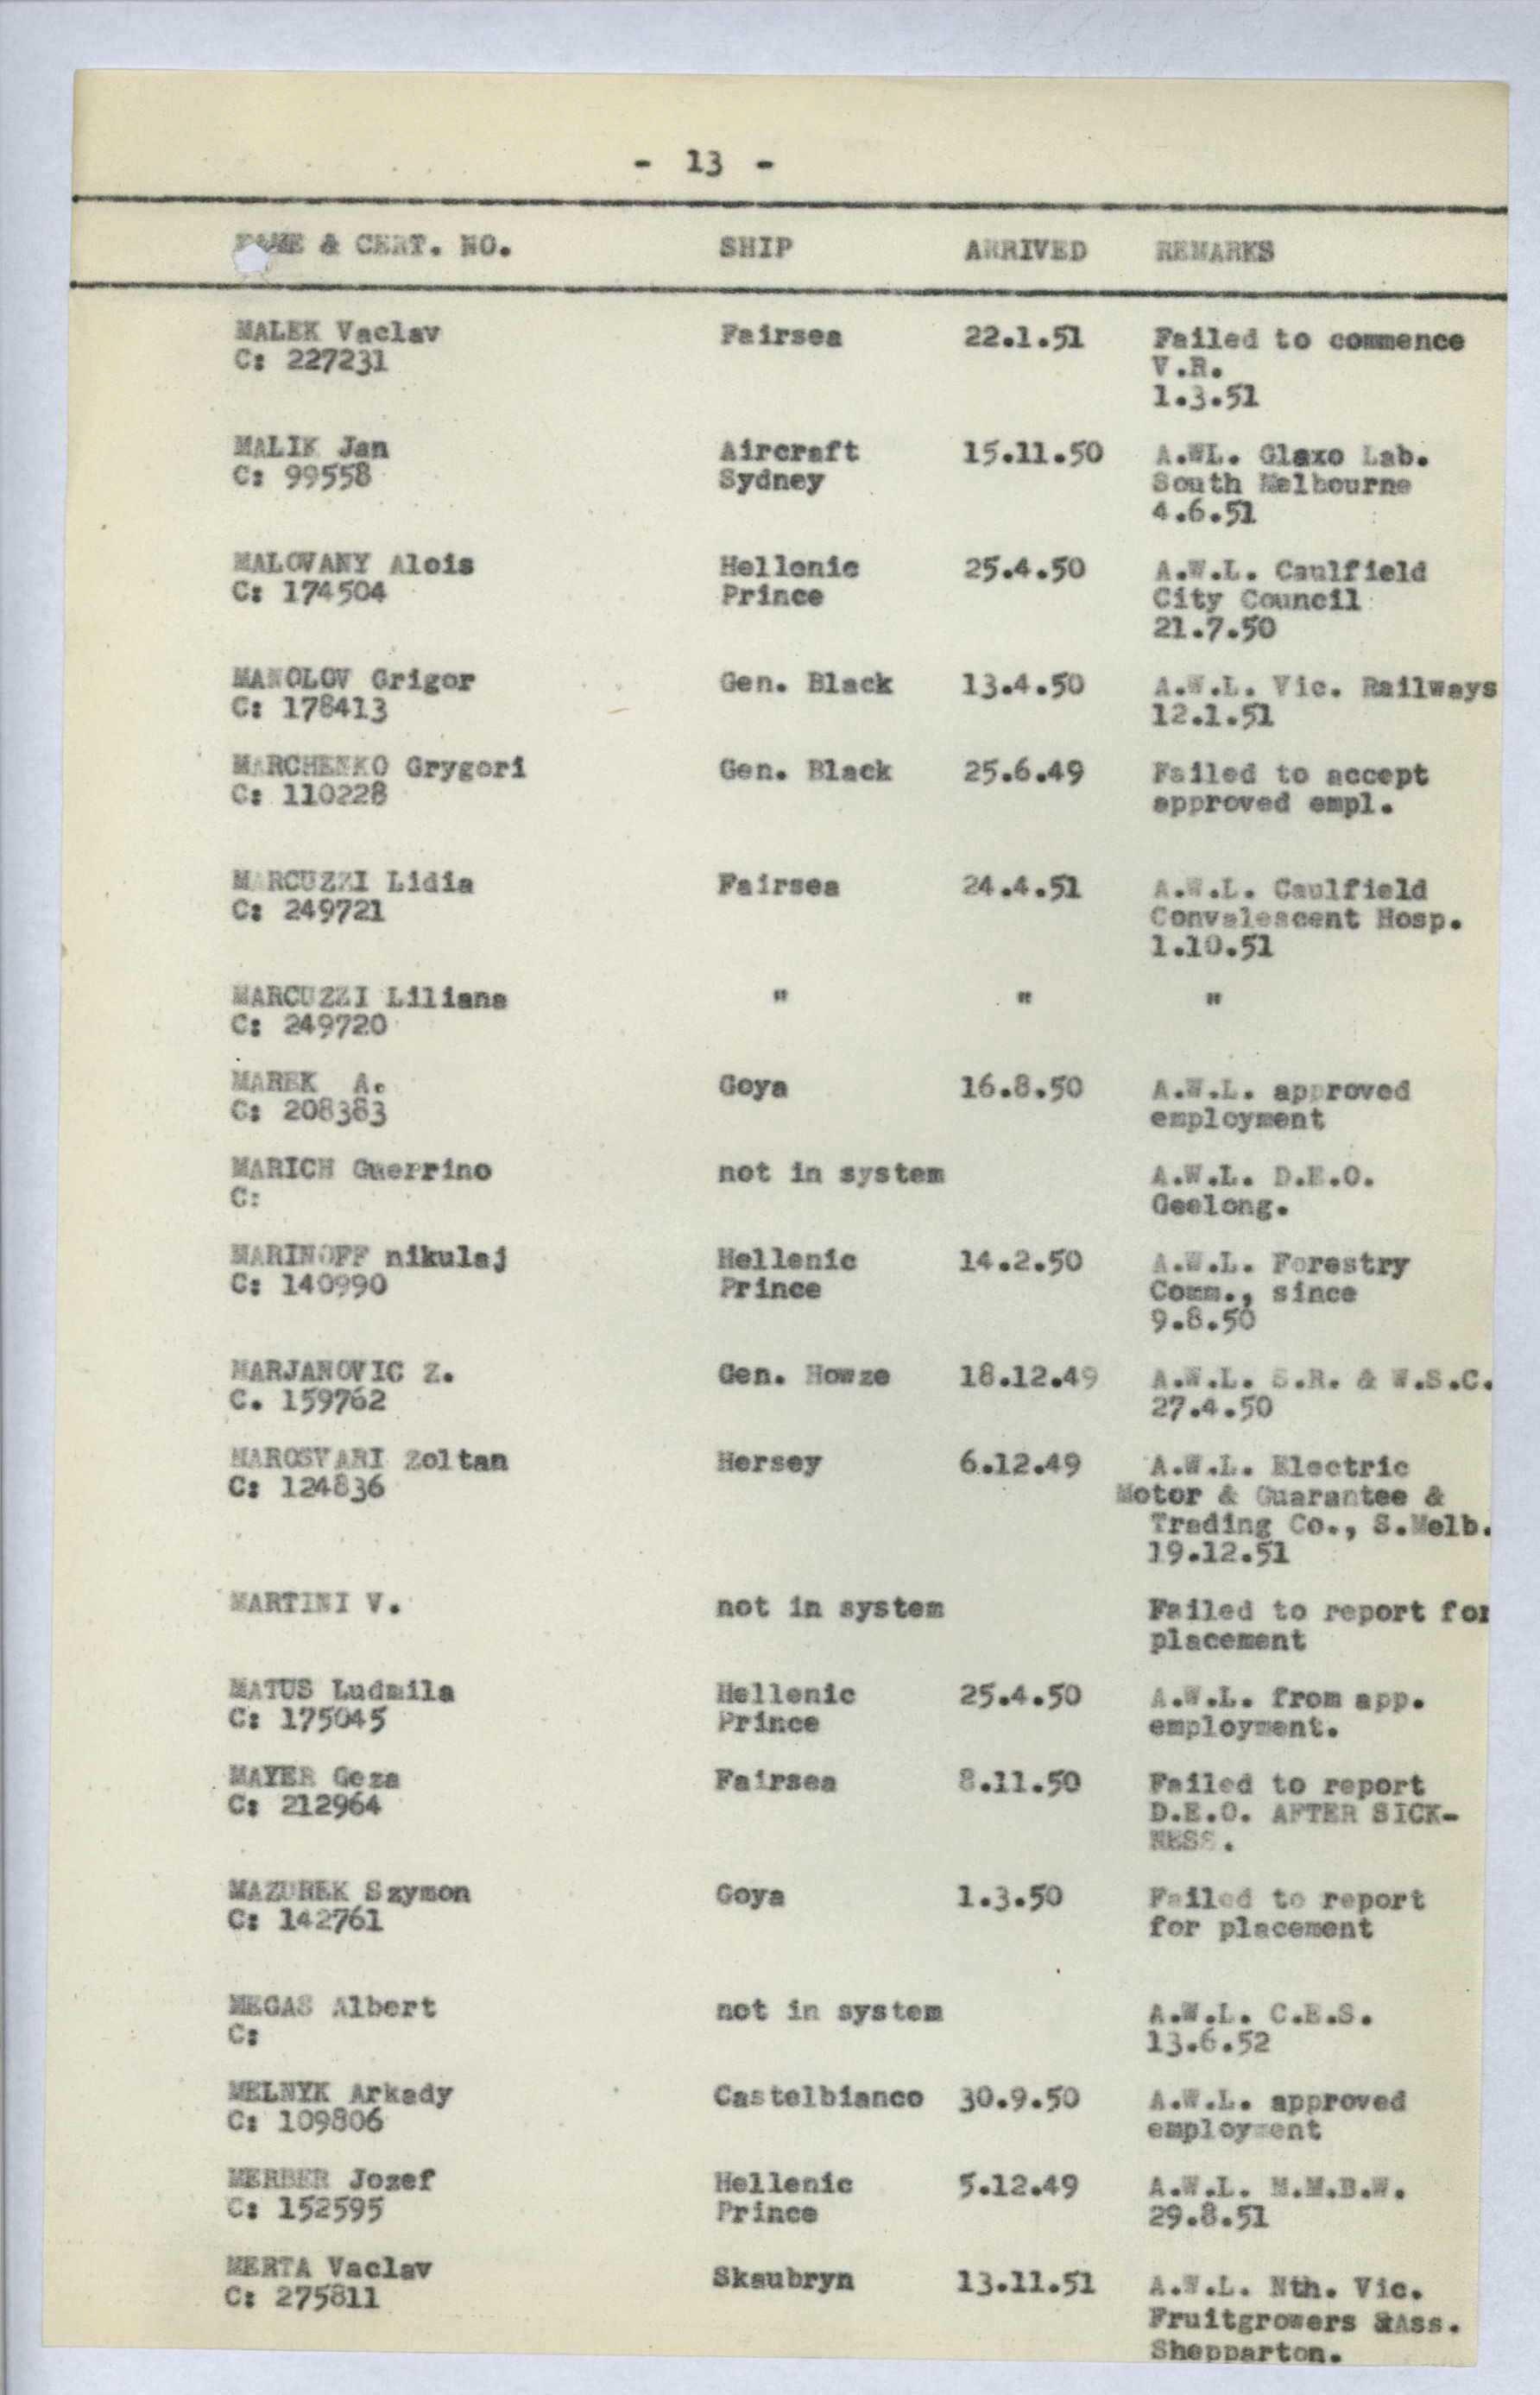 - 13 -
NAME & CERT. NO. SHIP ARRIVED REMARKS
MALEK Vaclav Fairsea 22.1.51 Failed to commence
C: 227231 V.R.
1.3.51
MALIK Jan Aircraft 15.11.50 A.WL. Glaxo Lab.
C: 99558 Sydney South Melbourne
4.6.51
MALOVANY Alois Hellenic 25.4.50 A.W.L. Caulfield
C: 174504 Prince City Council
21.7.50
MANOLOV Grigor Gen. Black 13.4.50 A.W.L. Vic. Railways
C: 178413 12.1.51
MARCHENKO Grygori Gen. Black 25.6.49 Failed to accept
C: 110228 approved empl.
MARCUZZI Lidia Fairsea 24.4.51 A.W.L. Caulfield
C: 249721 Convalescent Hosp.
1.10.51
MARCUZZI Liliana " " "
C: 249720
MAREK A. Goya 16.8.50 A.W.L. approved
C: 208383 employment
MARICH Guerrino not in system A.W.L. D.E.O.
C: Geelong.
MARINOFF nikulaj Hellenic 14.2.50 A.W.L. Forestry
C: 140990 Prince Comm., since
9.8.50
MARJANOVIC Z. Gen. Howze 18.12.49 A.W.L. S.R. & W.S.C.
C. 159762 27.4.50
MAROSVARI Zoltan Hersey 6.12.49 A.W.L. Electric
C: 124836 Motor & Guarantee &
Trading Co., S.Melb.
19.12.51
MARTINI V. not in system Failed to report for
placement
MATUS Ludmila Hellenic 25.4.50 A.W.L. from app.
C: 175045 Prince employment.
MAYER Geza Fairsea 8.11.50 Failed to report
C: 212964 D.E.O. AFTER SICK-
NESS.
MAZUREK Szymon Goya 1.3.50 Failed to report
C: 142761 for placement
MEGAS Albert not in system A.W.L. C.E.S.
C: 13.6.52
MELNYK Arkady Castelbianco 30.9.50 A.W.L. approved
C: 109806 employment
MERBER Jozef Hellenic 5.12.49 A.W.L. M.M.B.W.
C: 152595 Prince 29.8.51
MERTA Vaclav Skaubryn 13.11.51 A.W.L. Nth. Vic.
C: 275811 Fruitgrowers &Ass.
Shepparton.